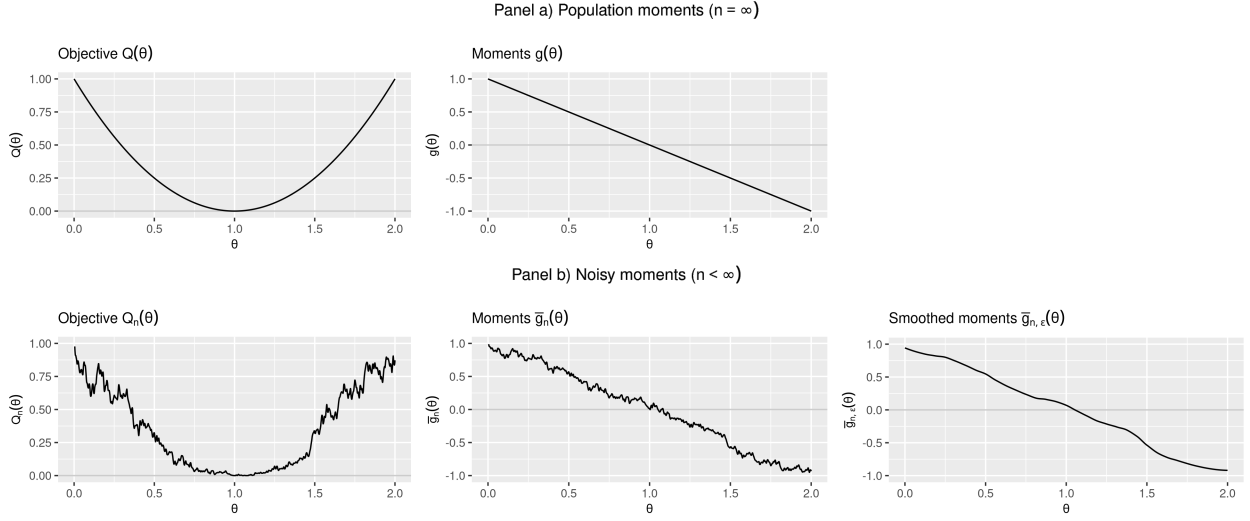 Panel a) Population moments (n = ∞)
Objective Q(θ)
Moments g(θ)
1.00
0.75
0.50
0.25
0.00
Q(θ)
0.0
0.5
1.0
1.5
2.0
θ
1.0
0.5
0.0
-0.5
-1.0
g(θ)
0.0
0.5
1.0
1.5
2.0
θ
Panel b) Noisy moments (n < ∞)
Objective Qₙ(θ)
Moments g̅ₙ(θ)
Smoothed moments g̅ₙ, ε(θ)
1.00
0.75
0.50
0.25
0.00
Qₙ(θ)
0.0
0.5
1.0
1.5
2.0
θ
1.0
0.5
0.0
-0.5
-1.0
g̅ₙ(θ)
0.0
0.5
1.0
1.5
2.0
θ
1.0
0.5
0.0
-0.5
-1.0
g̅ₙ, ε(θ)
0.0
0.5
1.0
1.5
2.0
θ